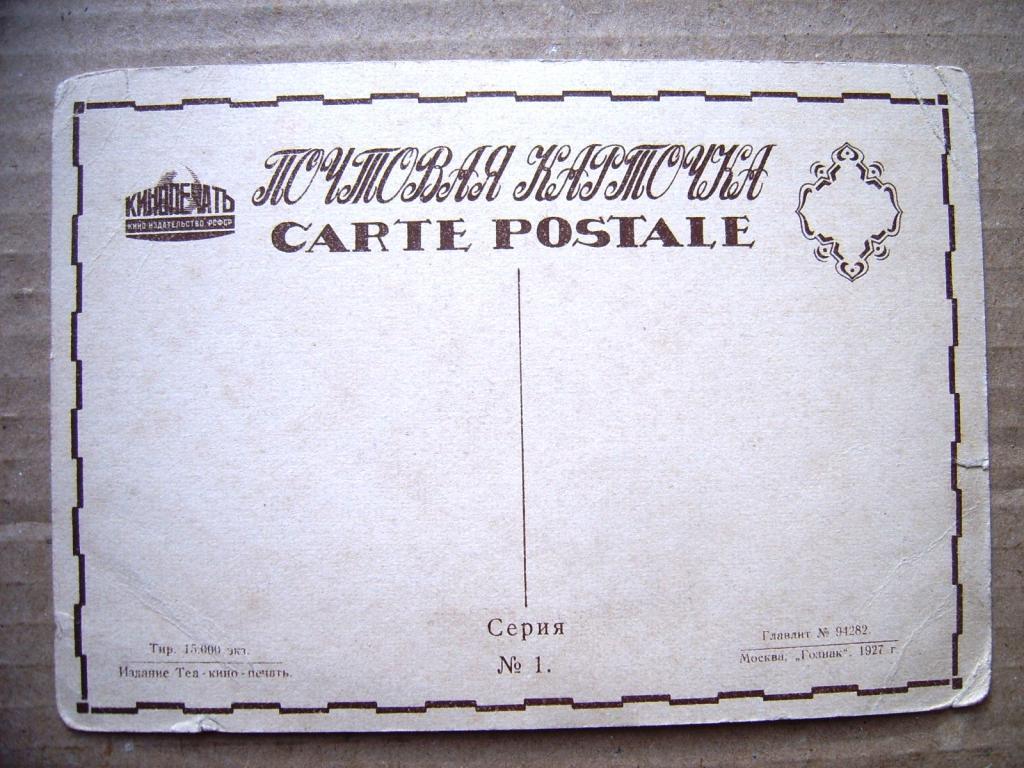 ПОЧТОВАЯ КАРТОЧКА
CARTE POSTALE
КИНОПЕЧАТЬ
КИНО-ИЗДАТЕЛЬСТВО РСФСР
Серия
№ 1.
Тир. 15.000 экз.
Издание Теа-кино-печать.
Главлит № 94282.
Москва, „Гознак“. 1927 г.